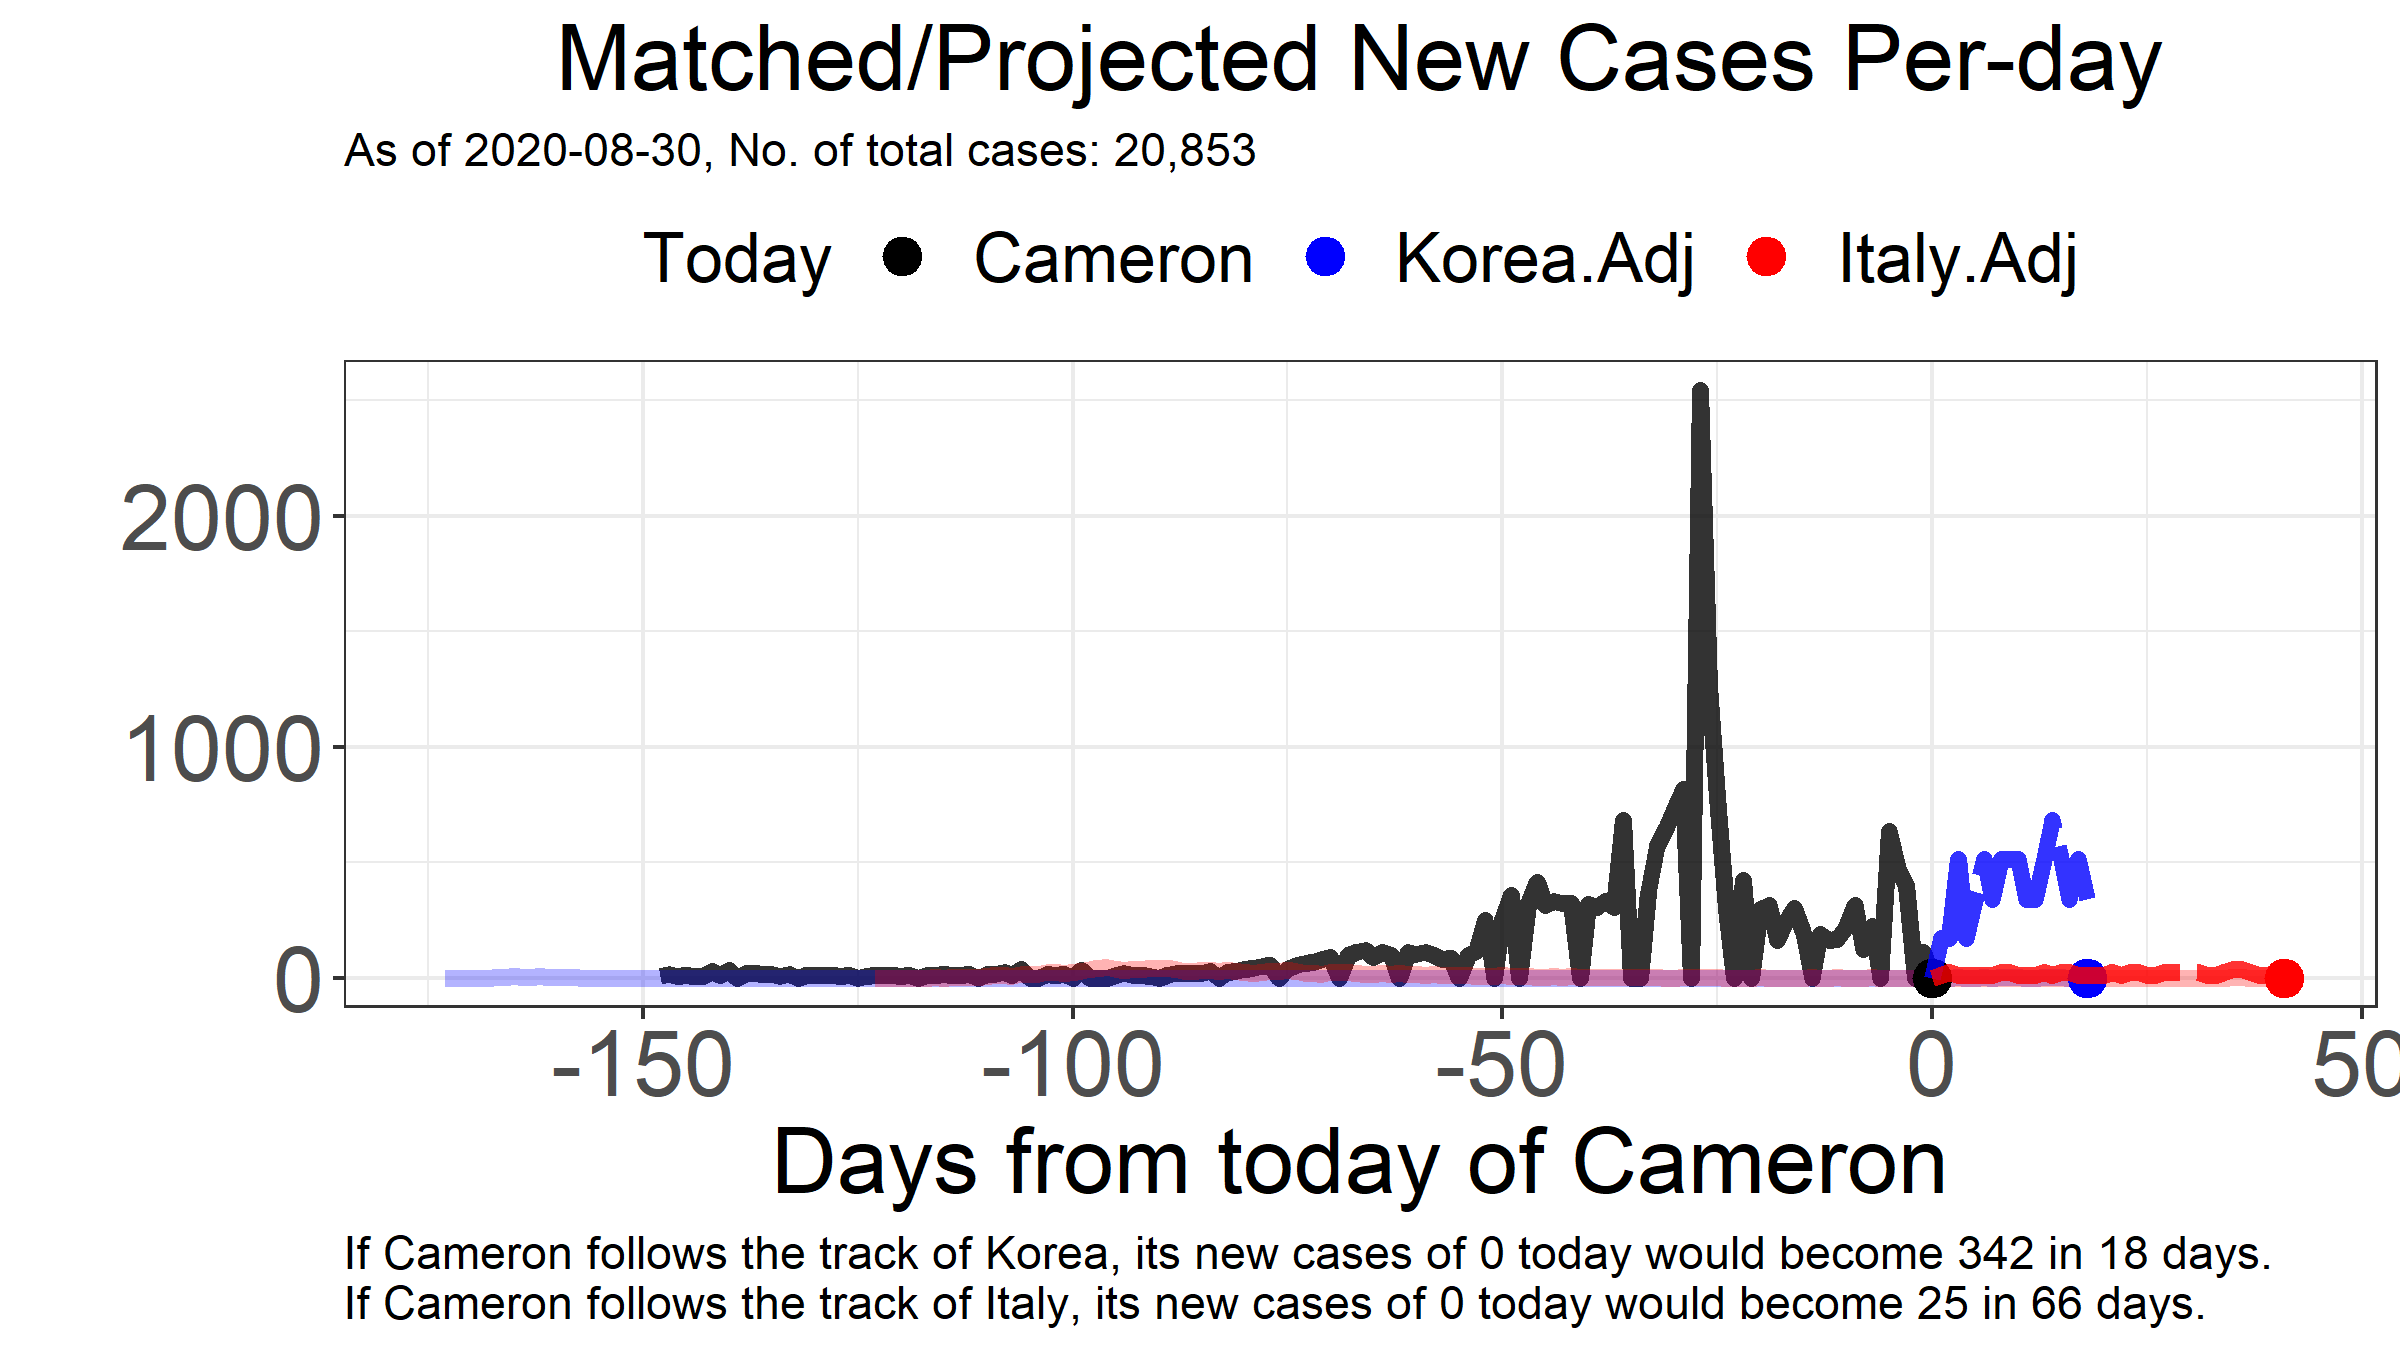 Matched/Projected New Cases Per-day
As of 2020-08-30, No. of total cases: 20,853
Today Cameron Korea.Adj Italy.Adj
2000
1000
0
-150 -100 -50 0 50
Days from today of Cameron
If Cameron follows the track of Korea, its new cases of 0 today would become 342 in 18 days.
If Cameron follows the track of Italy, its new cases of 0 today would become 25 in 66 days.